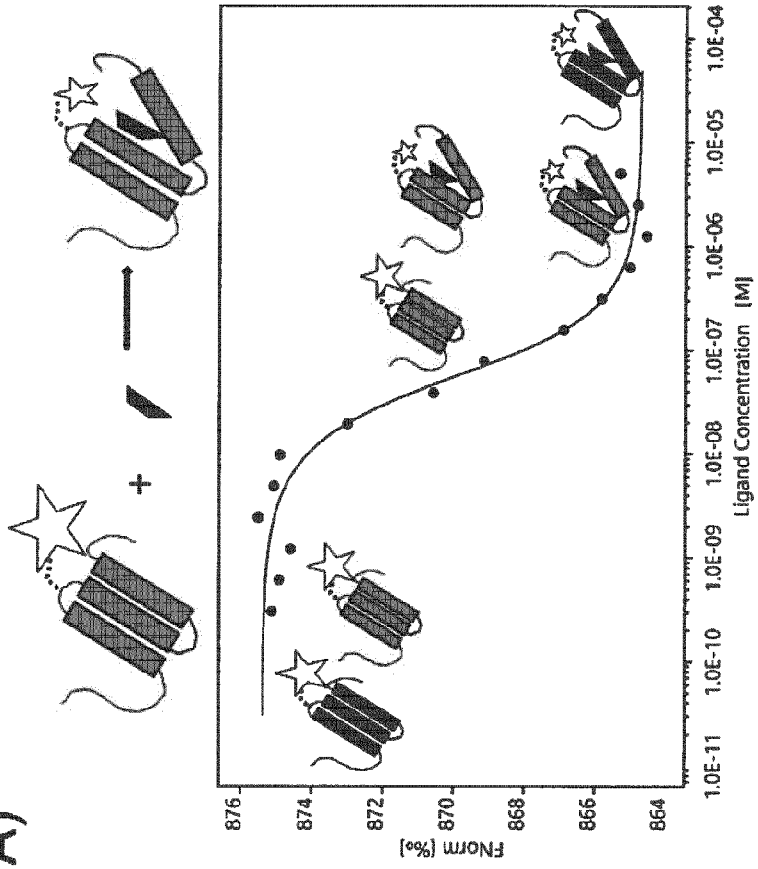 A)
+
876
874
872
870
868
866
864
FNorm [‰]
1.0E-11
1.0E-10
1.0E-09
1.0E-08
1.0E-07
1.0E-06
1.0E-05
1.0E-04
Ligand Concentration [M]